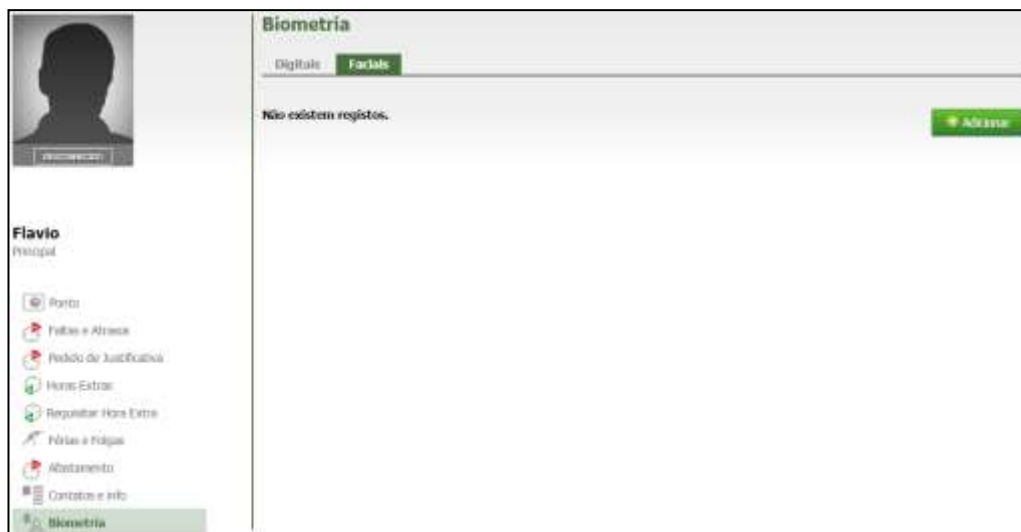 Biometria
Digitais Faciais
Não existem registos.
Adicionar
Flavio
Principal
Ponto
Faltas e Atrasos
Pedido de Justificativa
Horas Extras
Requisitar Hora Extra
Férias e Folgas
Afastamento
Contatos e info
Biometria